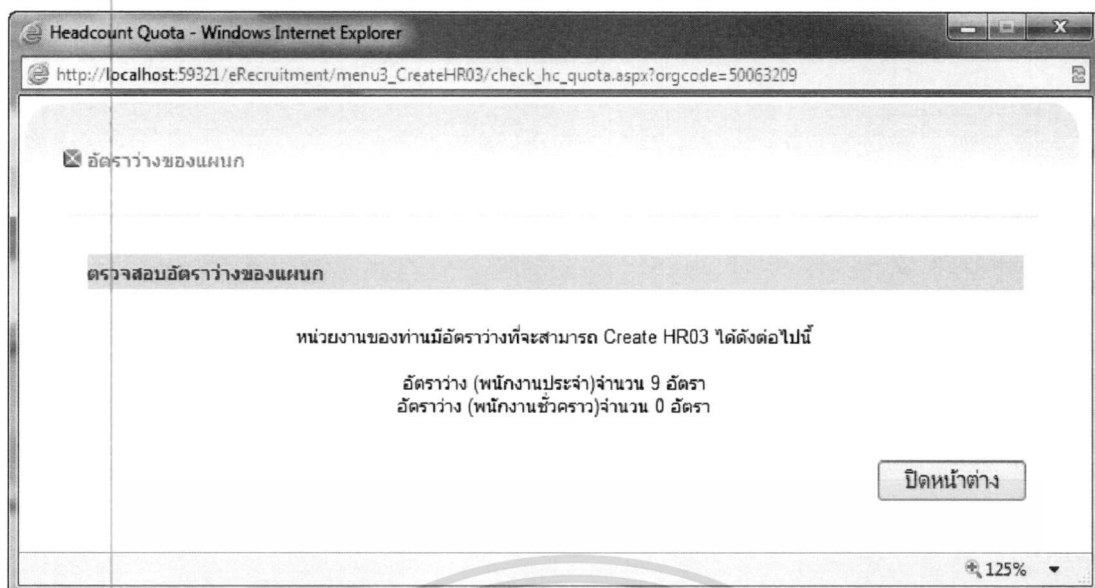 Headcount Quota - Windows Internet Explorer
http://localhost:59321/eRecruitment/menu3_CreateHR03/check_hc_quota.aspx?orgcode=50063209
อัตราว่างของแผนก
ตรวจสอบอัตราว่างของแผนก
หน่วยงานของท่านมีอัตราว่างที่จะสามารถ Create HR03 ได้ดังต่อไปนี้
อัตราว่าง (พนักงานประจำ)จำนวน 9 อัตรา
อัตราว่าง (พนักงานชั่วคราว)จำนวน 0 อัตรา
ปิดหน้าต่าง
125%